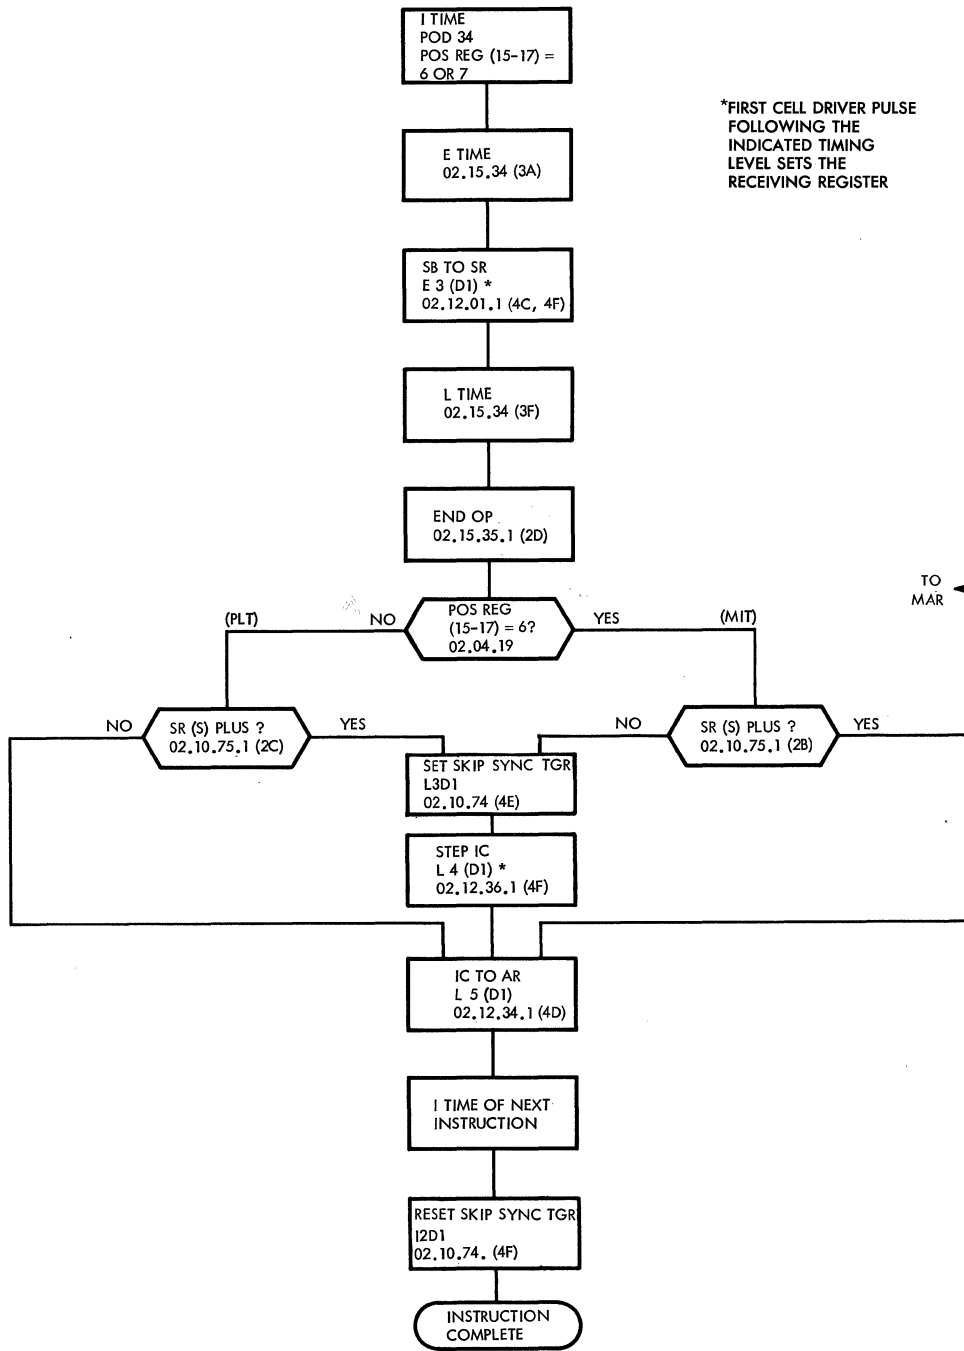 I TIME
POD 34
POS REG (15-17) =
6 OR 7
*FIRST CELL DRIVER PULSE
FOLLOWING THE
INDICATED TIMING
LEVEL SETS THE
RECEIVING REGISTER
E TIME
02.15.34 (3A)
SB TO SR
E 3 (D1) *
02.12.01.1 (4C, 4F)
L TIME
02.15.34 (3F)
END OP
02.15.35.1 (2D)
TO
MAR
(PLT)
NO
POS REG
(15-17) = 6?
02.04.19
YES
(MIT)
NO
SR (S) PLUS ?
02.10.75.1 (2C)
YES
NO
SR (S) PLUS ?
02.10.75.1 (2B)
YES
SET SKIP SYNC TGR
L3D1
02.10.74 (4E)
STEP IC
L 4 (D1) *
02.12.36.1 (4F)
IC TO AR
L 5 (D1)
02.12.34.1 (4D)
I TIME OF NEXT
INSTRUCTION
RESET SKIP SYNC TGR
I2D1
02.10.74. (4F)
INSTRUCTION
COMPLETE